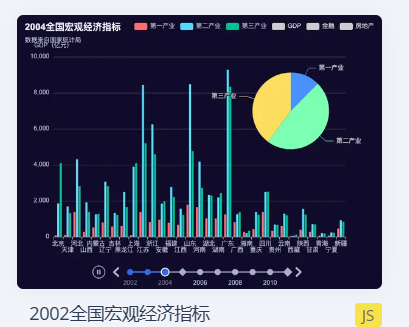 2004全国宏观经济指标
第一产业 第二产业 第三产业 GDP 金融 房地产
数据来自国家统计局
GDP（亿元）
10,000
8,000
6,000
4,000
2,000
0
第一产业
第三产业
第二产业
北京 河北 内蒙古 吉林 上海 浙江 福建 山东 湖北 广东 海南 四川 云南 陕西 青海 新疆
天津 山西 辽宁 黑龙江 江苏 安徽 江西 河南 湖南 广西 重庆 贵州 西藏 甘肃 宁夏
2002 2004 2006 2008 2010
2002全国宏观经济指标
JS